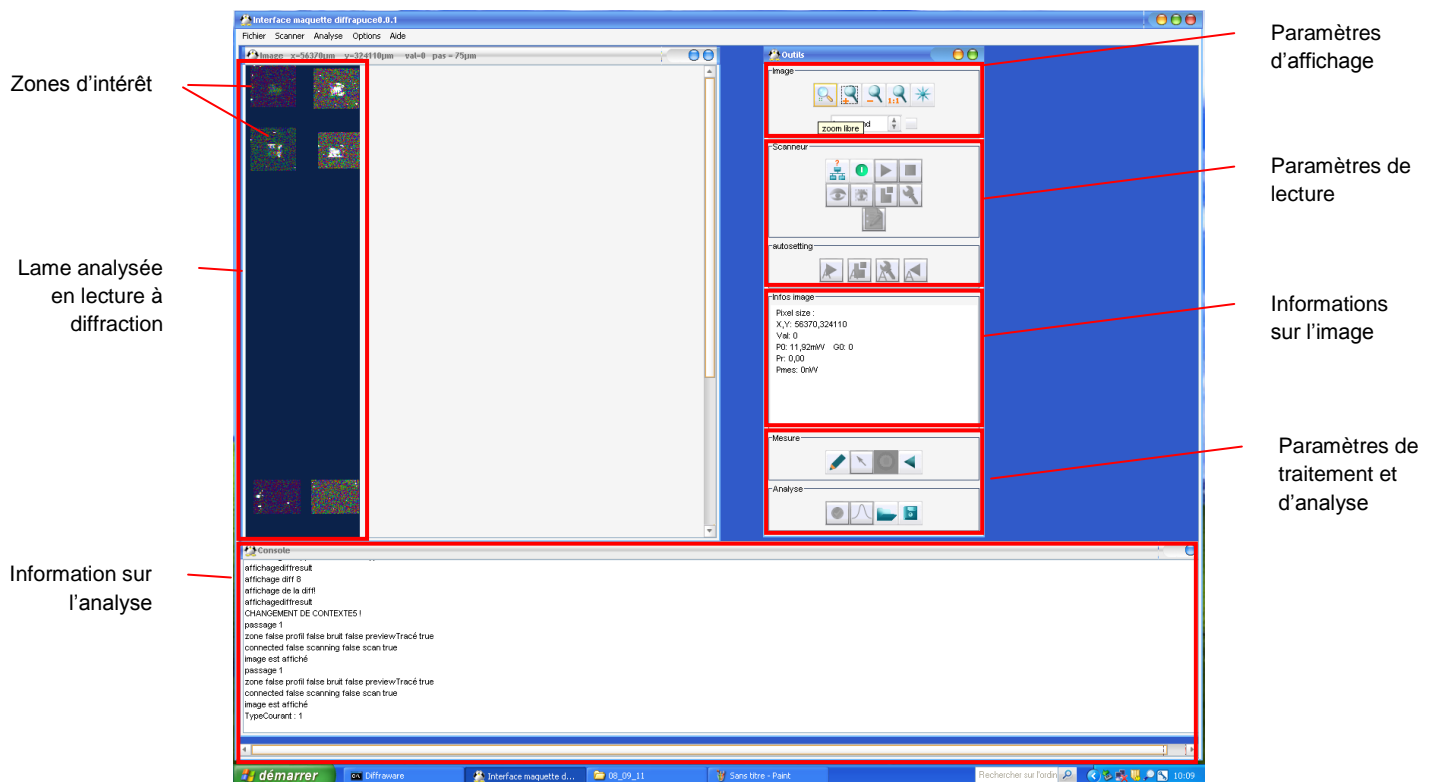 Interface maquette diffrapuce0.0.1
Fichier Scanner Analyse Options Aide
Image x=56370µm y=324110µm val=0 pas = 75µm
Outils
Image
zoom libre
Scanneur
autosetting
Infos image
Pixel size :
X,Y: 56370,324110
Val: 0
P0: 11,92mW G0: 0
Pr: 0,00
Pmes: 0nW
Mesure
Analyse
Zones d’intérêt
Lame analysée
en lecture à
diffraction
Information sur
l’analyse
Paramètres
d’affichage
Paramètres de
lecture
Informations
sur l’image
Paramètres de
traitement et
d’analyse
Console
affichagediffresult
affichage diff 8
affichage de la diff!
affichagediffresult
CHANGEMENT DE CONTEXTE5 !
passage 1
zone false profil false bruit false previewTracé true
connected false scanning false scan true
image est affiché
passage 1
zone false profil false bruit false previewTracé true
connected false scanning false scan true
image est affiché
TypeCourant : 1
démarrer
Diffraware
Interface maquette d...
08_09_11
Sans titre - Paint
Rechercher sur l'ordin
10:09